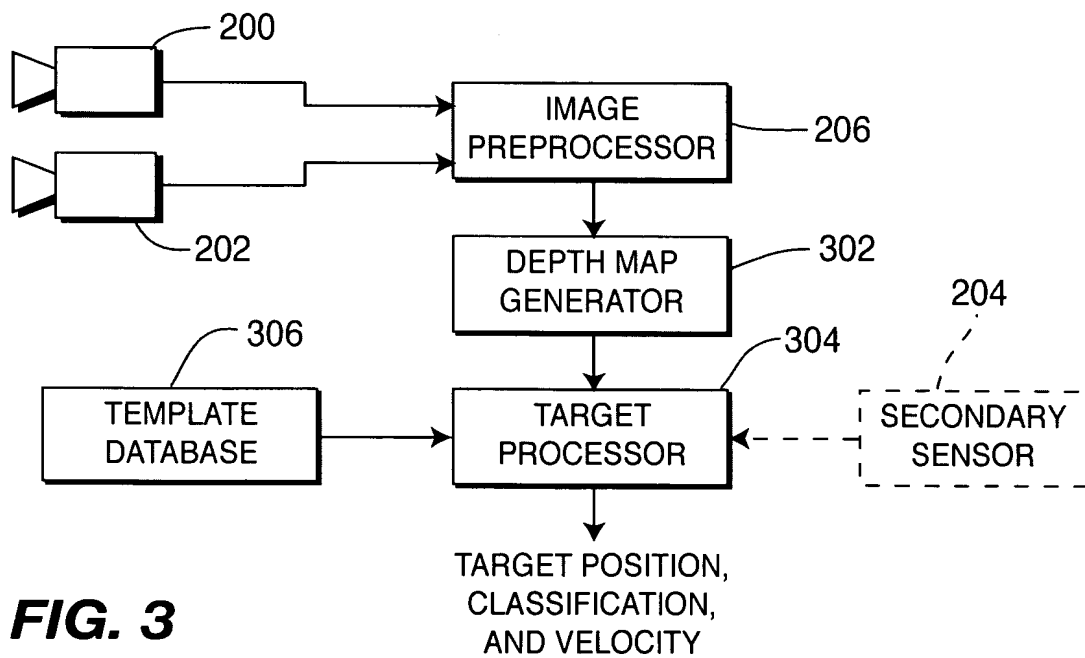 200
IMAGE
PREPROCESSOR
206
202
DEPTH MAP
GENERATOR
302
204
306
304
TEMPLATE
DATABASE
TARGET
PROCESSOR
SECONDARY
SENSOR
TARGET POSITION,
CLASSIFICATION,
AND VELOCITY
FIG. 3